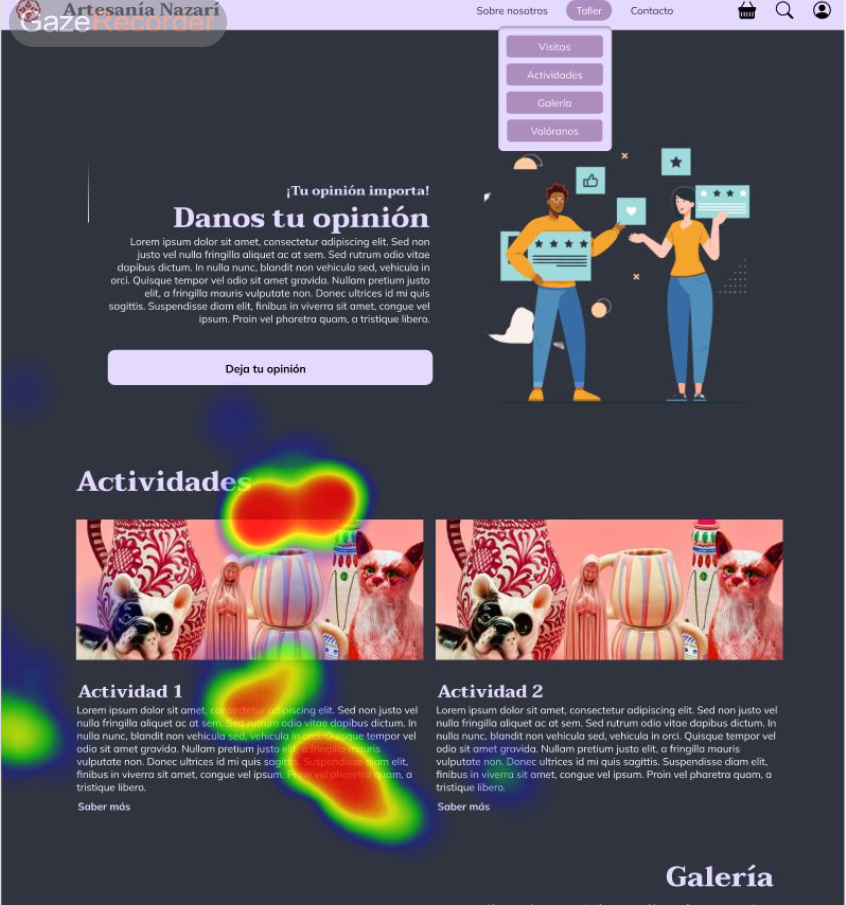 Artesanía Nazarí
GazeRecorder
Sobre nosotros
Taller
Contacto
Visitas
Actividades
Galería
Valóranos
¡Tu opinión importa!
Danos tu opinión
Lorem ipsum dolor sit amet, consectetur adipiscing elit. Sed non
justo vel nulla fringilla aliquet ac at sem. Sed rutrum odio vitae
dapibus dictum. In nulla nunc, blandit non vehicula sed, vehicula in
orci. Quisque tempor vel odio sit amet gravida. Nullam pretium justo
elit, a fringilla mauris vulputate non. Donec ultrices id mi quis
sagittis. Suspendisse diam elit, finibus in viverra sit amet, congue vel
ipsum. Proin vel pharetra quam, a tristique libero.
Deja tu opinión
Actividades
Actividad 1
Lorem ipsum dolor sit amet, consectetur adipiscing elit. Sed non justo vel
nulla fringilla aliquet ac at sem. Sed rutrum odio vitae dapibus dictum. In
nulla nunc, blandit non vehicula sed, vehicula in orci. Quisque tempor vel
odio sit amet gravida. Nullam pretium justo elit, a fringilla mauris
vulputate non. Donec ultrices id mi quis sagittis. Suspendisse diam elit,
finibus in viverra sit amet, congue vel ipsum. Proin vel pharetra quam, a
tristique libero.
Saber más
Actividad 2
Lorem ipsum dolor sit amet, consectetur adipiscing elit. Sed non justo vel
nulla fringilla aliquet ac at sem. Sed rutrum odio vitae dapibus dictum. In
nulla nunc, blandit non vehicula sed, vehicula in orci. Quisque tempor vel
odio sit amet gravida. Nullam pretium justo elit, a fringilla mauris
vulputate non. Donec ultrices id mi quis sagittis. Suspendisse diam elit,
finibus in viverra sit amet, congue vel ipsum. Proin vel pharetra quam, a
tristique libero.
Saber más
Galería